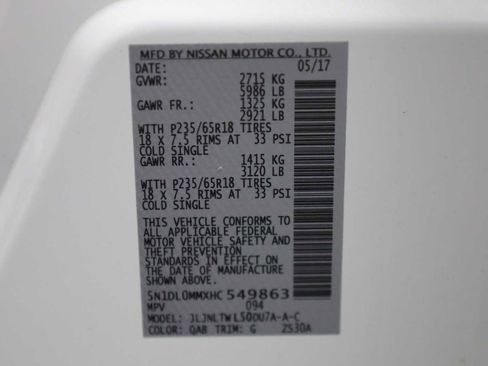 MFD BY NISSAN MOTOR CO., LTD.
DATE: 05/17
GVWR: 2715 KG
5986 LB
GAWR FR.: 1325 KG
2921 LB
WITH P235/65R18 TIRES
18 X 7.5 RIMS AT 33 PSI
COLD SINGLE
GAWR RR.: 1415 KG
3120 LB
WITH P235/65R18 TIRES
18 X 7.5 RIMS AT 33 PSI
COLD SINGLE
THIS VEHICLE CONFORMS TO
ALL APPLICABLE FEDERAL
MOTOR VEHICLE SAFETY AND
THEFT PREVENTION
STANDARDS IN EFFECT ON
THE DATE OF MANUFACTURE
SHOWN ABOVE.
5N1DL0MMXHC549863
MPV 094
MODEL: JLJNLTWL50DU7A-A-C
COLOR: QAB TRIM: G ZS30A